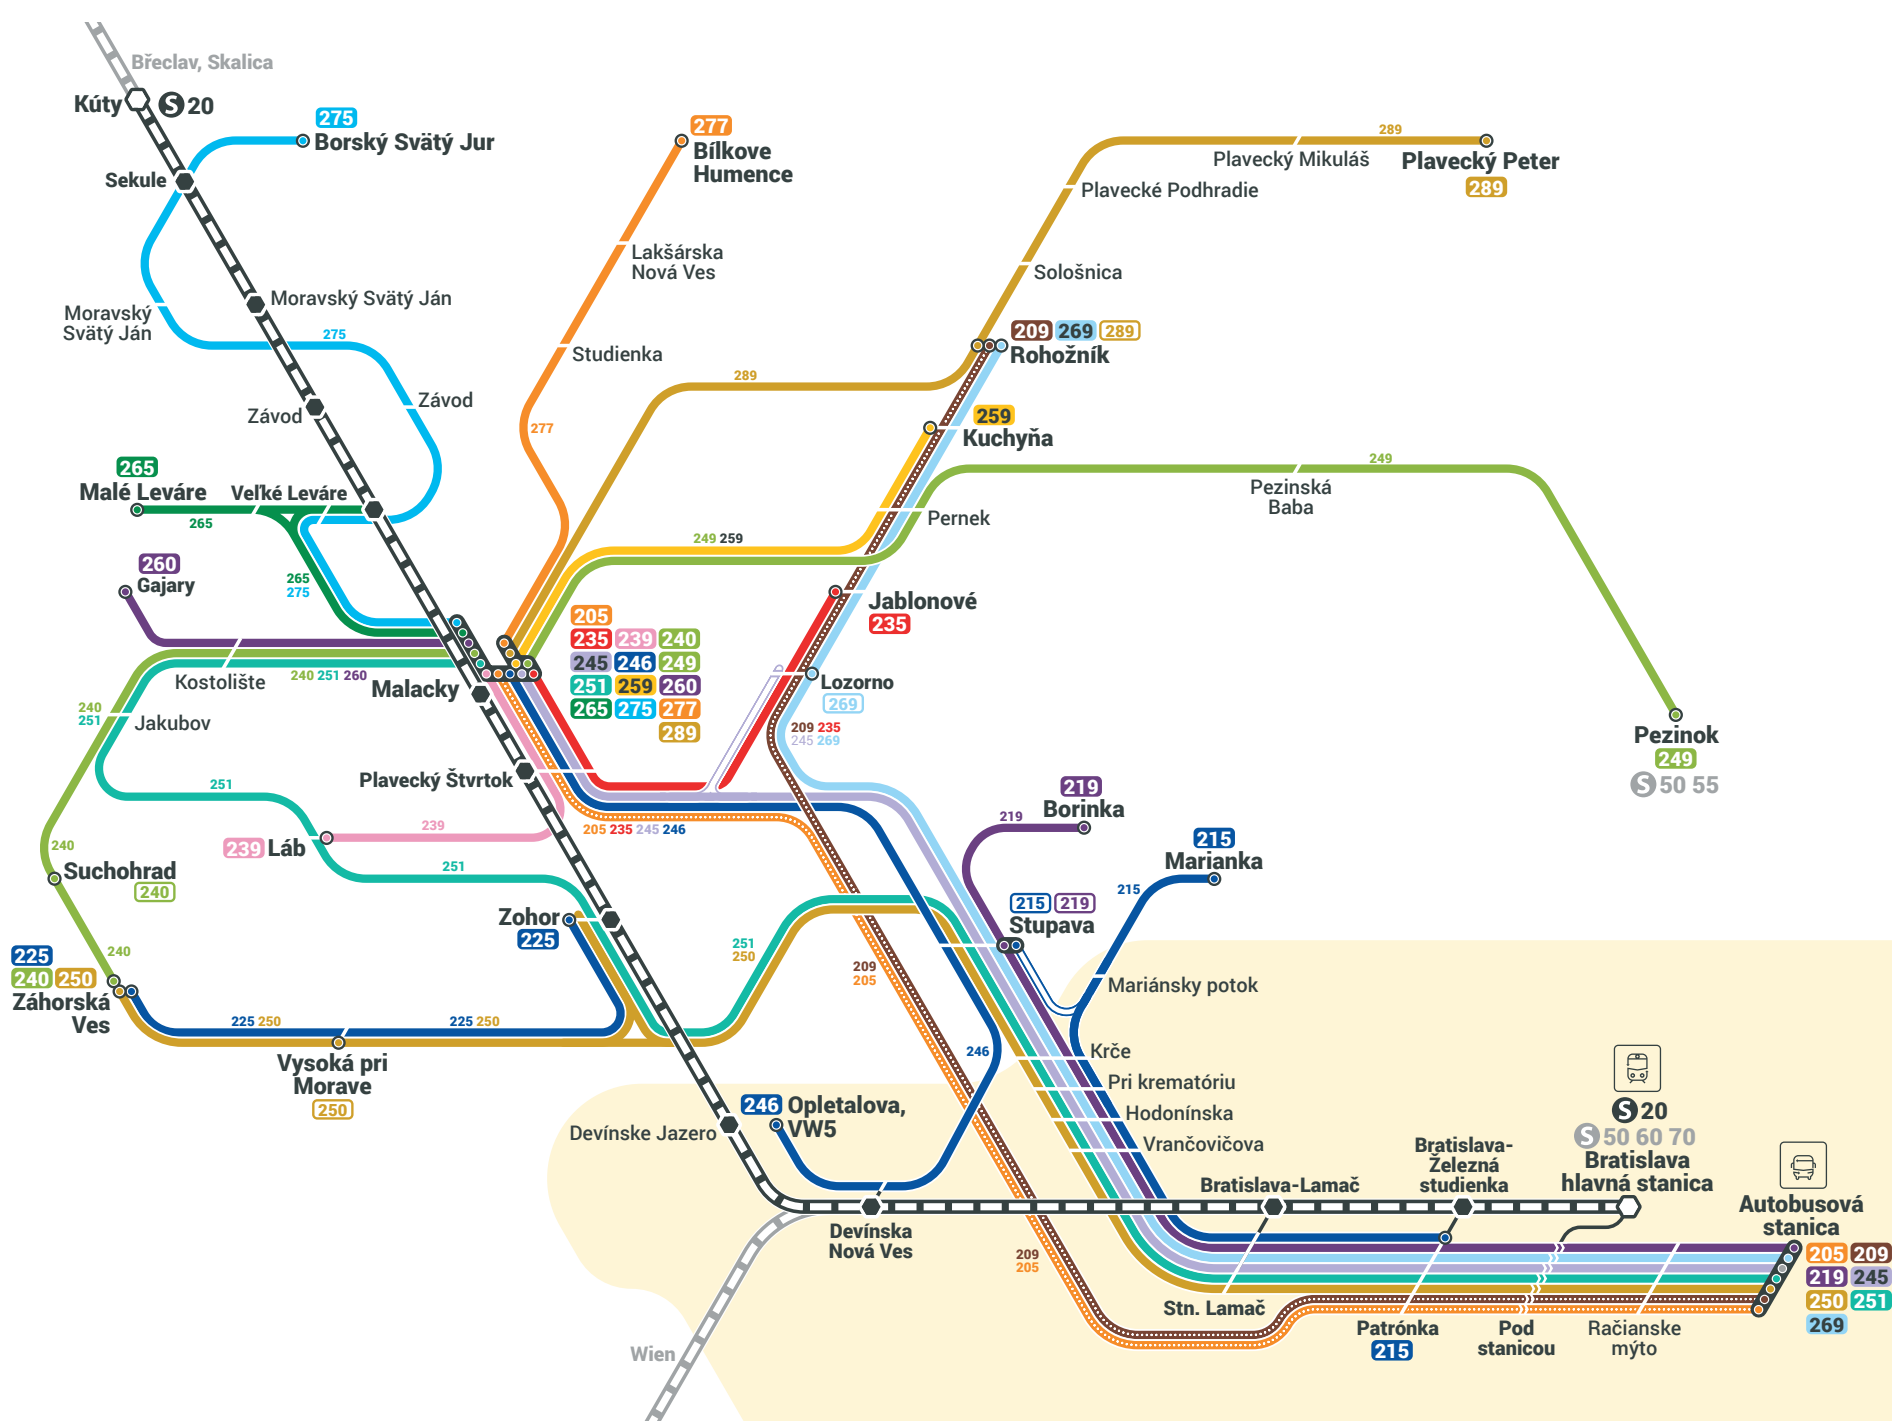 Břeclav, Skalica
Kúty
S 20
275
Borský Svätý Jur
277
Bílkove
Humence
289
Plavecký Mikuláš
Plavecký Peter
289
Sekule
Plavecké Podhradie
Lakšárska
Nová Ves
Sološnica
Moravský Svätý Ján
Moravský
Svätý Ján
275
209 269 289
Rohožník
Studienka
289
Závod
Závod
259
Kuchyňa
277
249
265
Malé Leváre
Veľké Leváre
265
Pezinská
Baba
Pernek
249 259
260
Gajary
265
275
Jablonové
235
205
235 239 240
245 246 249
251 259 260
265 275 277
289
Kostolište
240 251 260
Malacky
Lozorno
269
240
251
Jakubov
209 235
245 269
Pezinok
249
S 50 55
Plavecký Štvrtok
251
219
Borinka
219
239
205 235 245 246
239 Láb
240
215
Marianka
215
Suchohrad
240
251
215 219
Stupava
Zohor
225
251
250
240
225
240 250
Záhorská
Ves
209
205
Mariánsky potok
225 250
225 250
246
Krče
Vysoká pri
Morave
250
Pri krematóriu
Hodonínska
Vrančovičova
246 Opletalova,
VW5
Devínske Jazero
S 20
S 50 60 70
Bratislava
hlavná stanica
Bratislava-
Železná
studienka
Bratislava-Lamač
Autobusová
stanica
205 209
219 245
250 251
269
Devínska
Nová Ves
209
205
Stn. Lamač
Patrónka
215
Pod
stanicou
Račianske
mýto
Wien